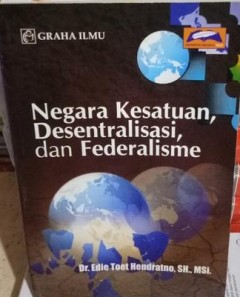 GRAHA ILMU
Negara Kesatuan,
Desentralisasi,
dan Federalisme
Dr. Edie Toet Hendratno, SH., MSi.